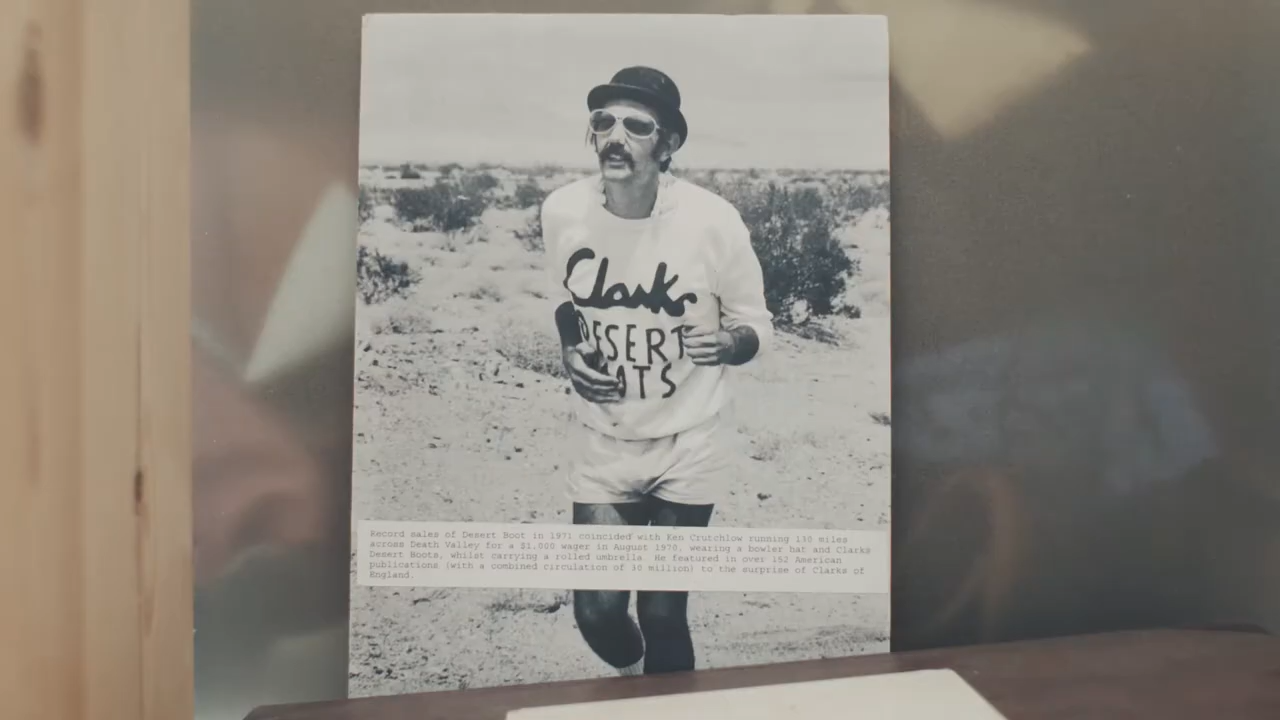 Clarks
DESERT
OTS
Record sales of Desert Boot in 1971 coincided with Ken Crutchlow running 130 miles
across Death Valley for a $1,000 wager in August 1970, wearing a bowler hat and Clarks
Desert Boots, whilst carrying a rolled umbrella. He featured in over 152 American
publications (with a combined circulation of 30 million) to the surprise of Clarks of
England.